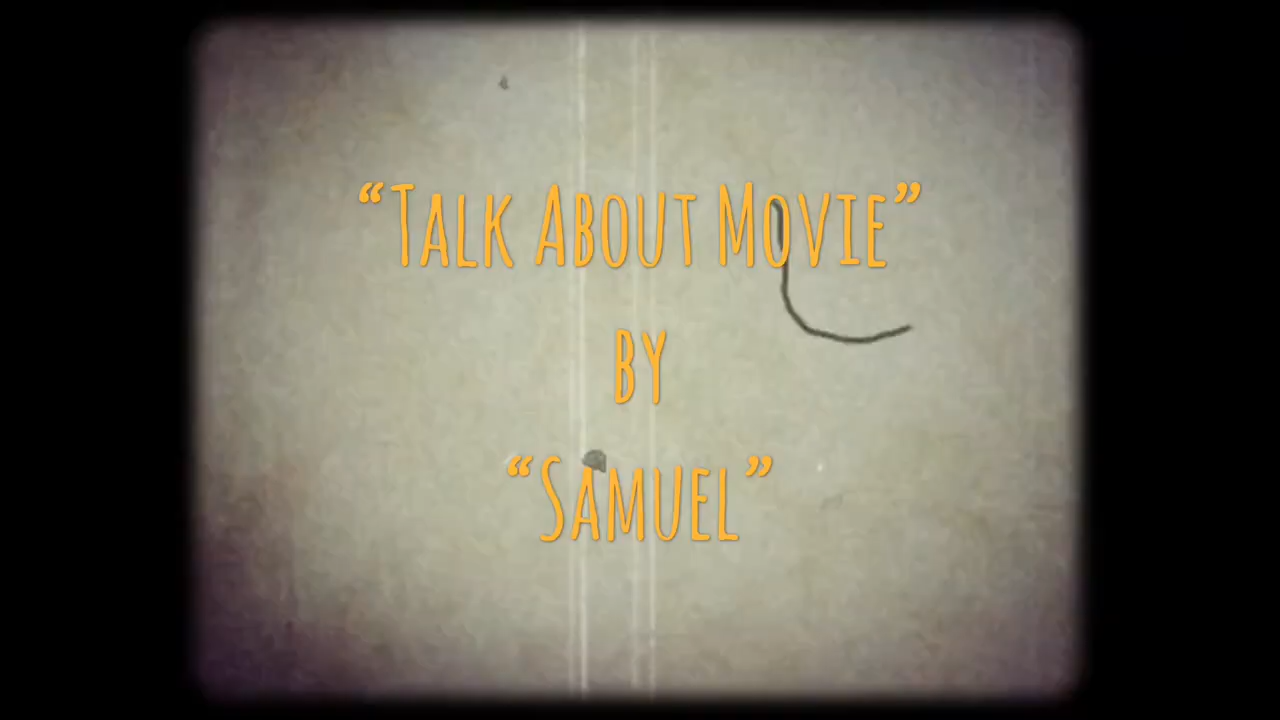 “Talk About Movie”
by
“Samuel”